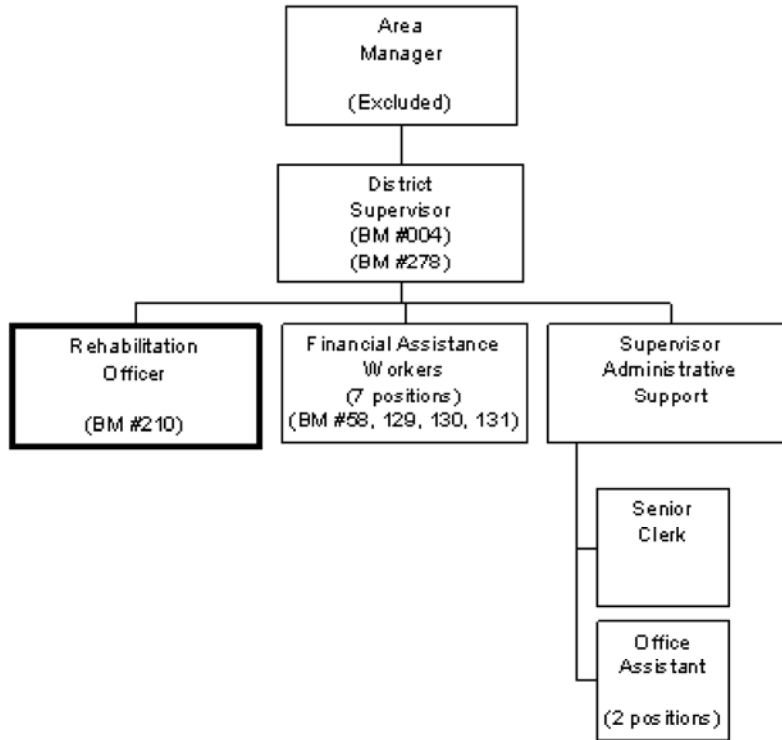 Area
Manager
(Excluded)
District
Supervisor
(BM #004)
(BM #278)
Rehabilitation
Officer
(BM #210)
Financial Assistance
Workers
(7 positions)
(BM #58, 129, 130, 131)
Supervisor
Administrative
Support
Senior
Clerk
Office
Assistant
(2 positions)